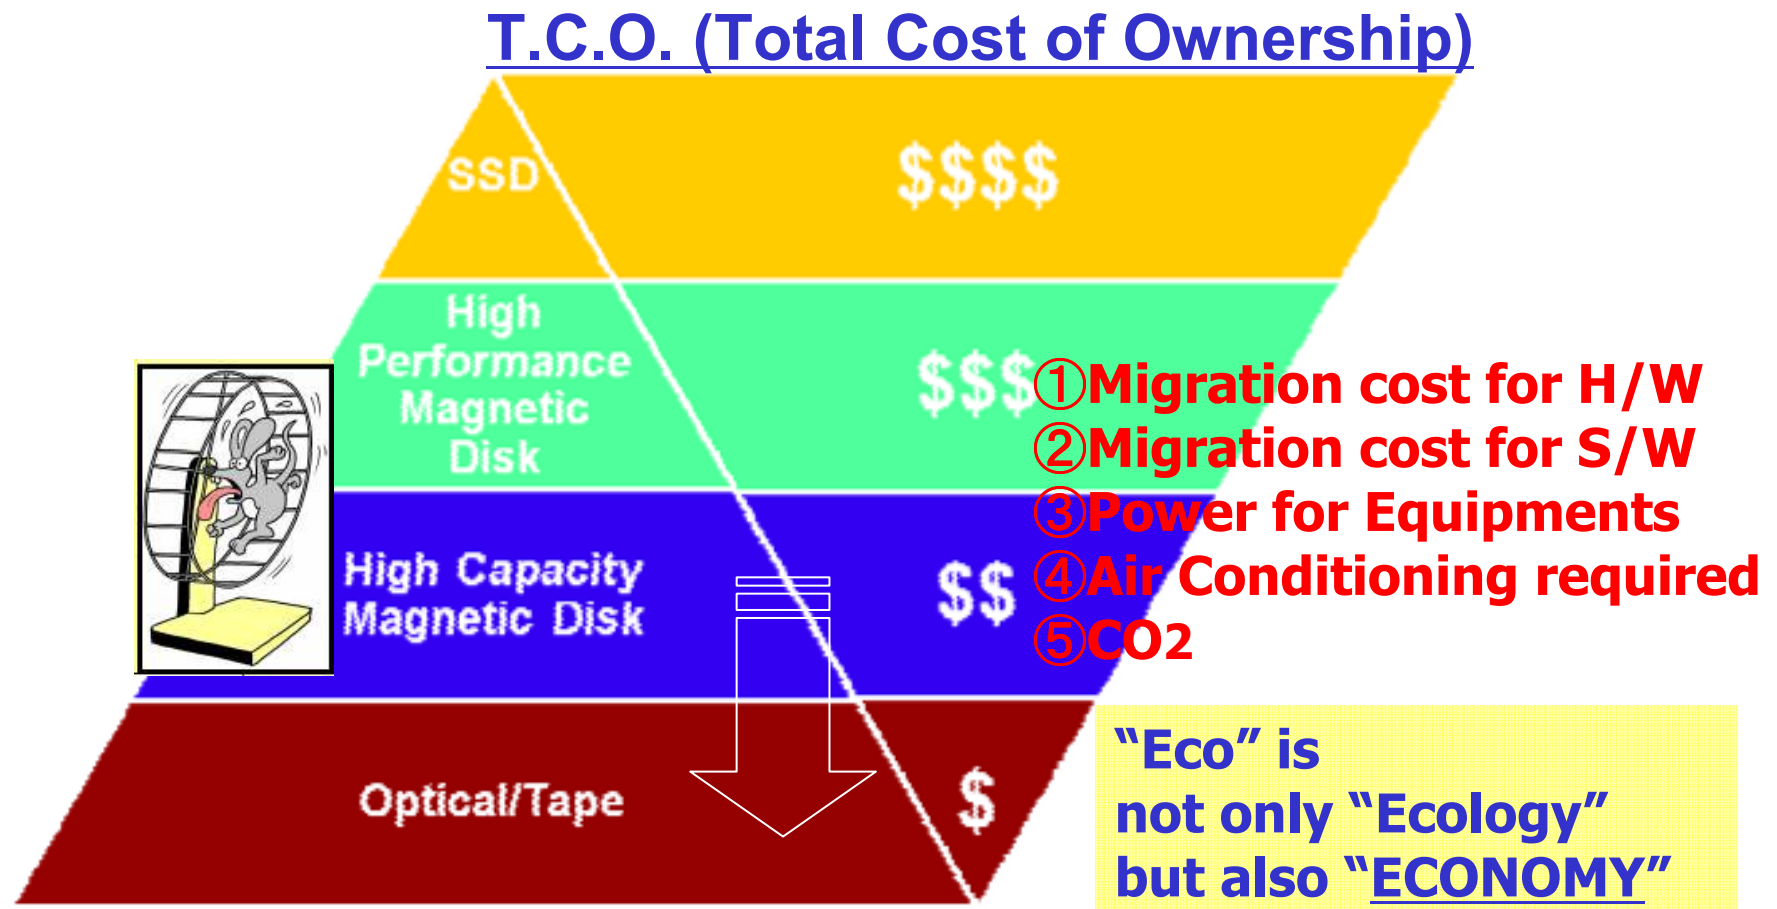 T.C.O. (Total Cost of Ownership)
SSD
$$$$
High
Performance
Magnetic
Disk
$$$
①Migration cost for H/W
②Migration cost for S/W
③Power for Equipments
④Air Conditioning required
⑤CO2
High Capacity
Magnetic Disk
$$
Optical/Tape
$
“Eco” is
not only “Ecology”
but also “ECONOMY”